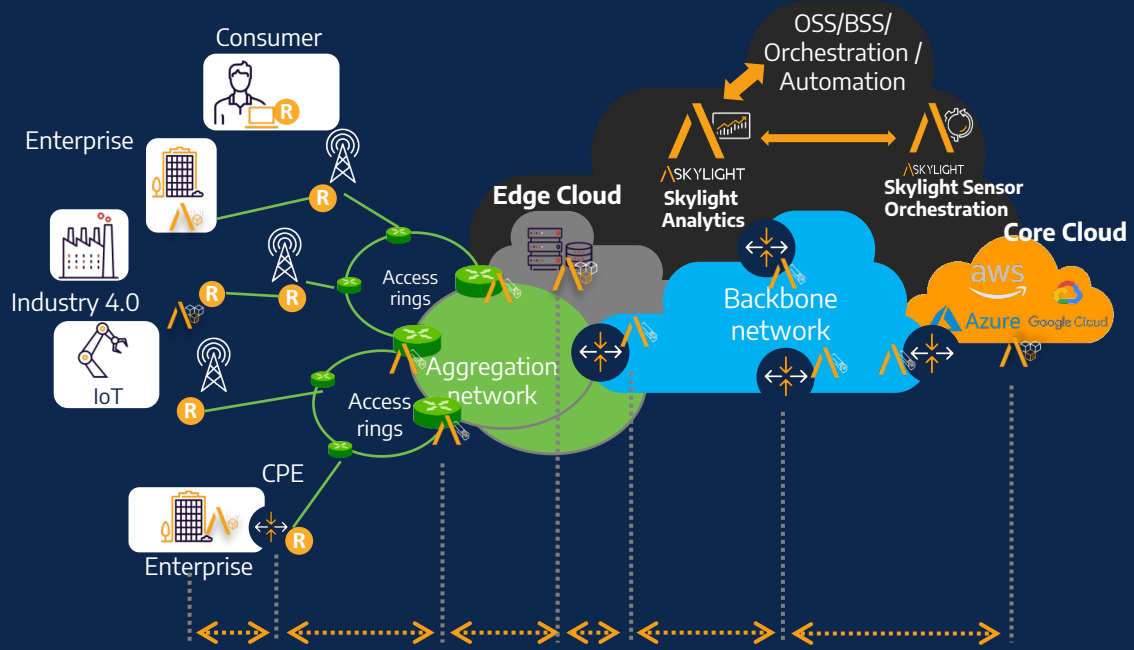 Consumer
R
Enterprise
R
Industry 4.0
R
R
IoT
R
CPE
R
Enterprise
Access
rings
Access
rings
Aggregation
network
Edge Cloud
OSS/BSS/
Orchestration /
Automation
SKYLIGHT
Skylight
Analytics
SKYLIGHT
Skylight Sensor
Orchestration
Backbone
network
Core Cloud
aws
Azure
Google Cloud